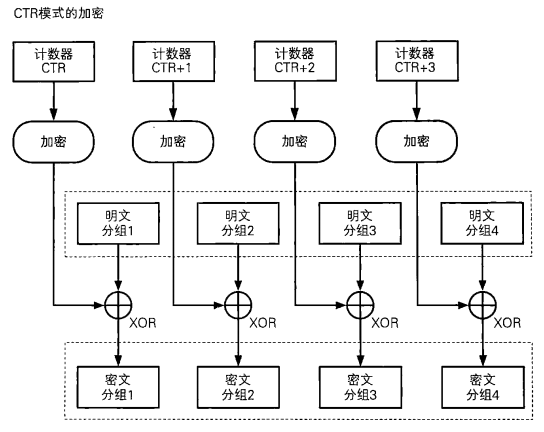 CTR模式的加密
计数器
CTR
计数器
CTR+1
计数器
CTR+2
计数器
CTR+3
加密
加密
加密
加密
明文
分组1
明文
分组2
明文
分组3
明文
分组4
XOR
XOR
XOR
XOR
密文
分组1
密文
分组2
密文
分组3
密文
分组4